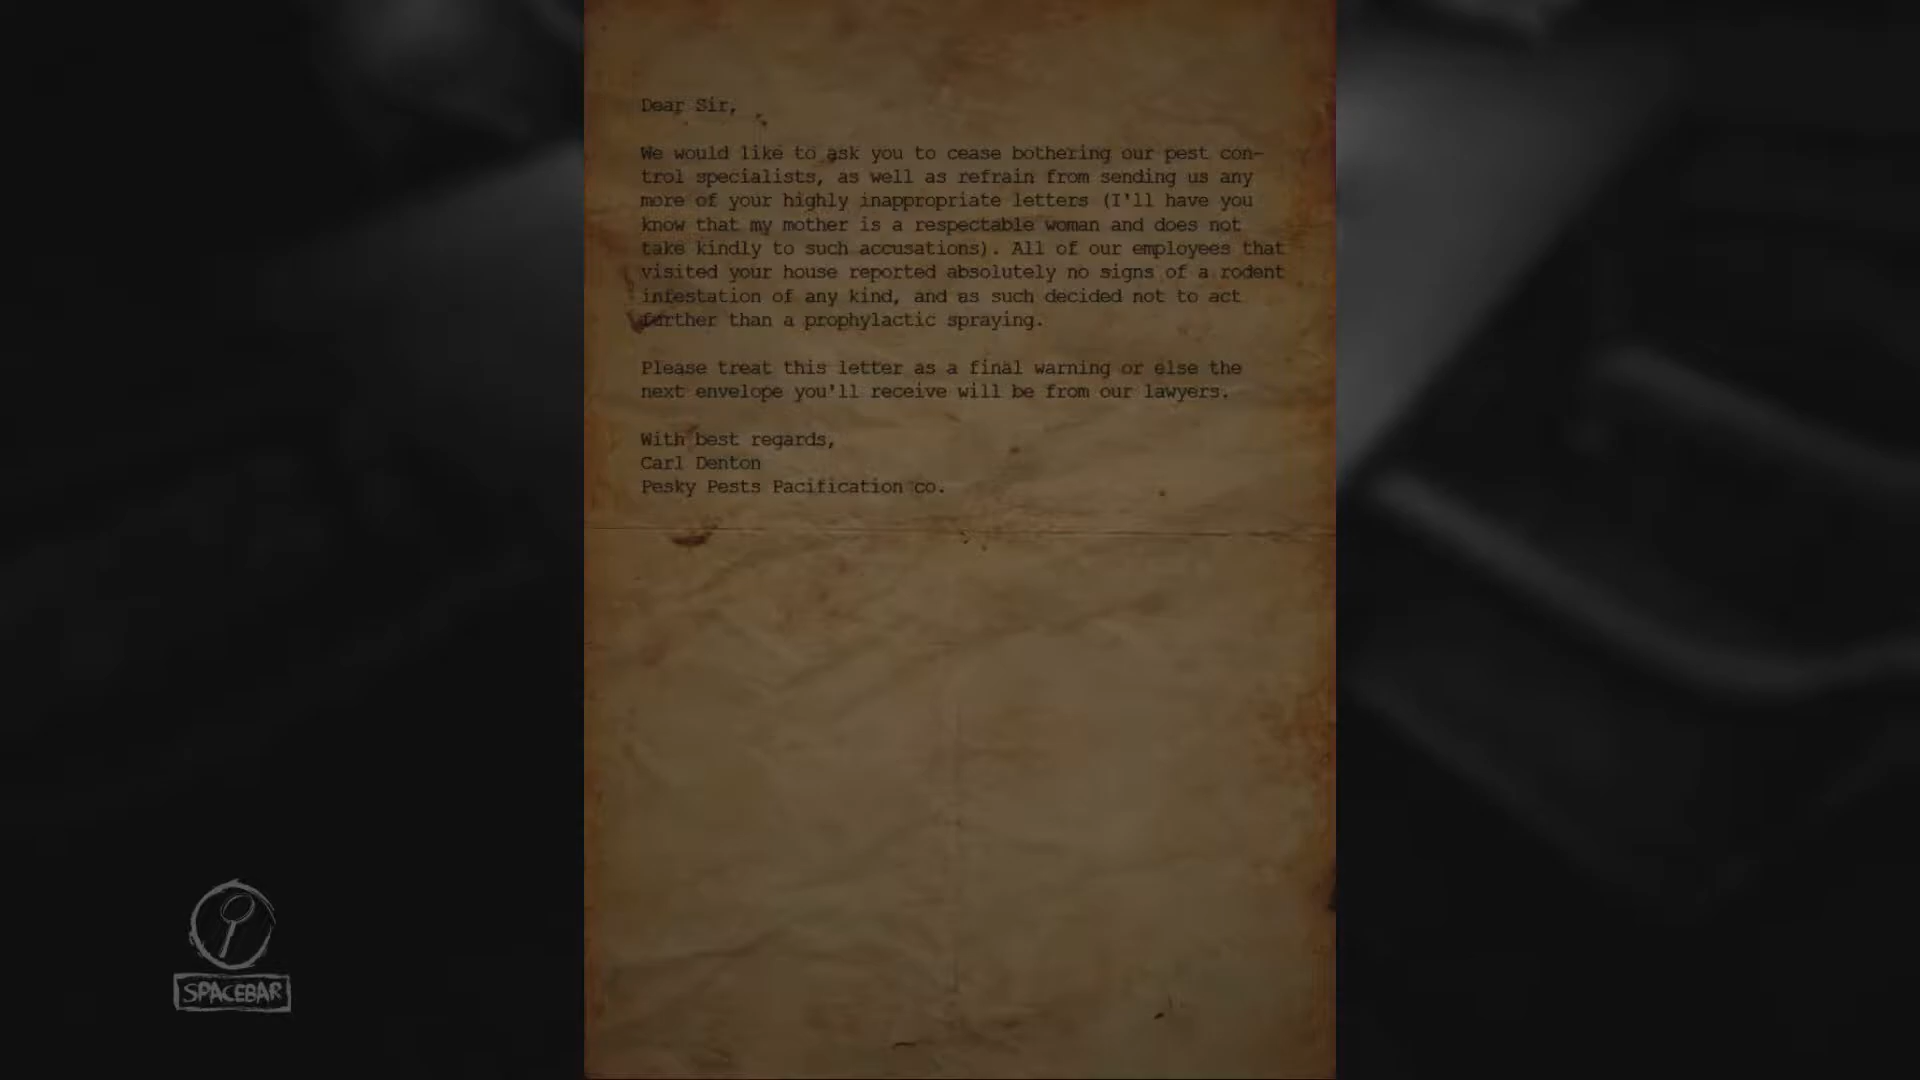 Dear Sir,
We would like to ask you to cease bothering our pest con-
trol specialists, as well as refrain from sending us any
more of your highly inappropriate letters (I'll have you
know that my mother is a respectable woman and does not
take kindly to such accusations). All of our employees that
visited your house reported absolutely no signs of a rodent
infestation of any kind, and as such decided not to act
further than a prophylactic spraying.
Please treat this letter as a final warning or else the
next envelope you'll receive will be from our lawyers.
With best regards,
Carl Denton
Pesky Pests Pacification co.
SPACEBAR